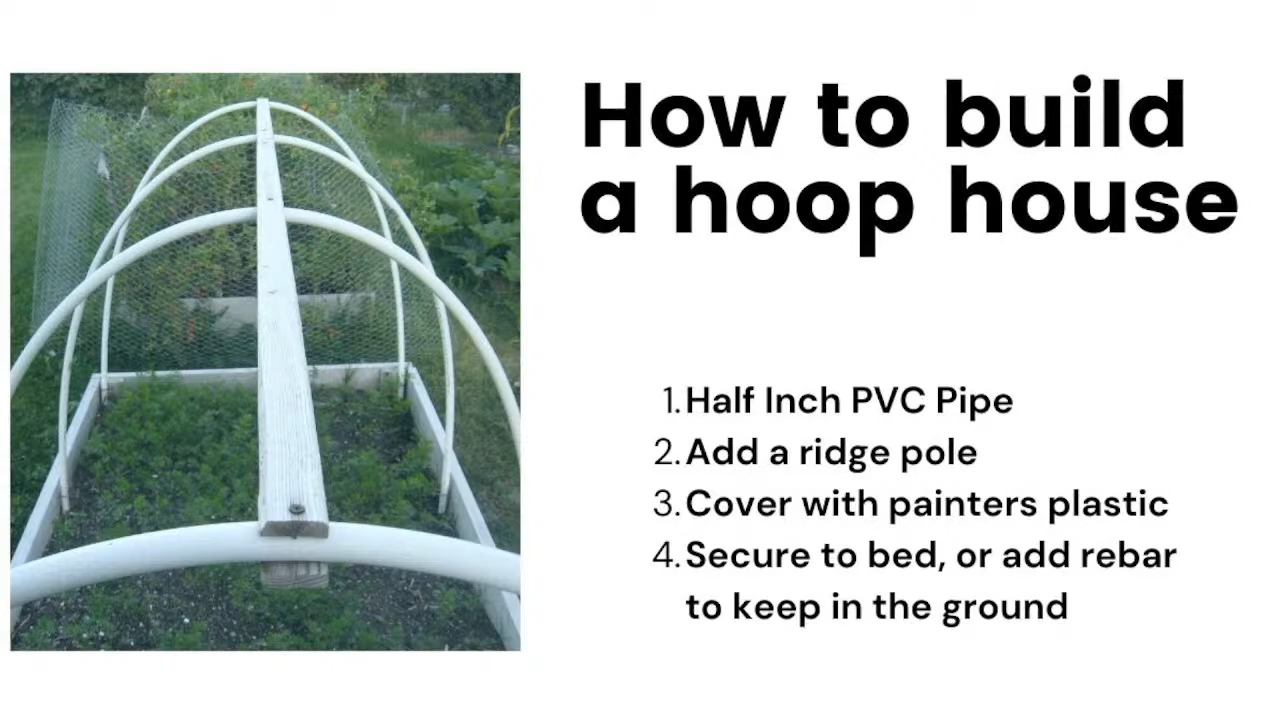 How to build
a hoop house
1. Half Inch PVC Pipe
2. Add a ridge pole
3. Cover with painters plastic
4. Secure to bed, or add rebar
to keep in the ground